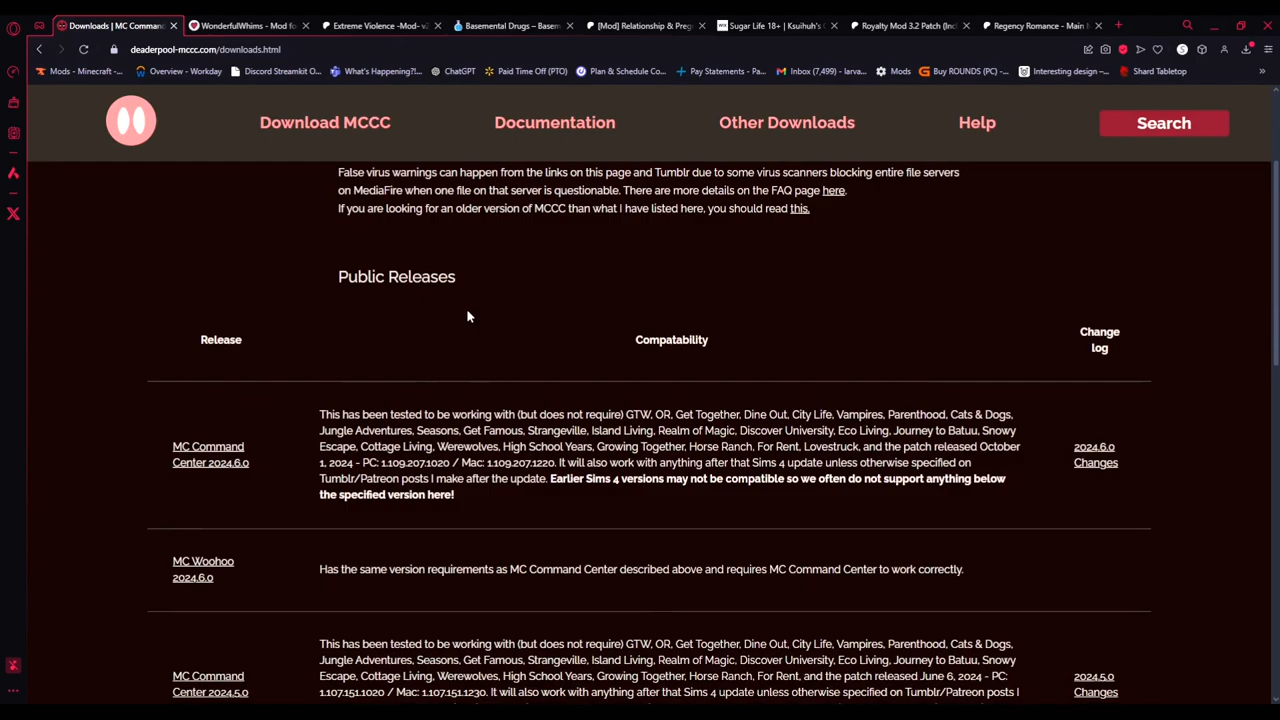 Downloads | MC Comman
WonderfulWhims - Mod fo
Extreme Violence -Mod- v2
Basemental Drugs – Basem
[Mod] Relationship & Preg
Sugar Life 18+ | Ksuihuh's
Royalty Mod 3.2 Patch (Incl
Regency Romance - Main M
deaderpool-mccc.com/downloads.html
Mods - Minecraft -...
Overview - Workday
Discord Streamkit O...
What's Happening?!...
ChatGPT
Paid Time Off (PTO)
Plan & Schedule Co...
Pay Statements - Pa...
Inbox (7,499) - larva...
Mods
Buy ROUNDS (PC) -...
Interesting design –...
Shard Tabletop
Download MCCC
Documentation
Other Downloads
Help
Search
False virus warnings can happen from the links on this page and Tumblr due to some virus scanners blocking entire file servers
on MediaFire when one file on that server is questionable. There are more details on the FAQ page here.
If you are looking for an older version of MCCC than what I have listed here, you should read this.
Public Releases
Release
Compatability
Change
log
MC Command
Center 2024.6.0
This has been tested to be working with (but does not require) GTW, OR, Get Together, Dine Out, City Life, Vampires, Parenthood, Cats & Dogs,
Jungle Adventures, Seasons, Get Famous, Strangeville, Island Living, Realm of Magic, Discover University, Eco Living, Journey to Batuu, Snowy
Escape, Cottage Living, Werewolves, High School Years, Growing Together, Horse Ranch, For Rent, Lovestruck, and the patch released October
1, 2024 - PC: 1.109.207.1020 / Mac: 1.109.207.1220. It will also work with anything after that Sims 4 update unless otherwise specified on
Tumblr/Patreon posts I make after the update. Earlier Sims 4 versions may not be compatible so we often do not support anything below
the specified version here!
2024.6.0
Changes
MC Woohoo
2024.6.0
Has the same version requirements as MC Command Center described above and requires MC Command Center to work correctly.
MC Command
Center 2024.5.0
This has been tested to be working with (but does not require) GTW, OR, Get Together, Dine Out, City Life, Vampires, Parenthood, Cats & Dogs,
Jungle Adventures, Seasons, Get Famous, Strangeville, Island Living, Realm of Magic, Discover University, Eco Living, Journey to Batuu, Snowy
Escape, Cottage Living, Werewolves, High School Years, Growing Together, Horse Ranch, For Rent, and the patch released June 6, 2024 - PC:
1.107.151.1020 / Mac: 1.107.151.1230. It will also work with anything after that Sims 4 update unless otherwise specified on Tumblr/Patreon posts I
2024.5.0
Changes